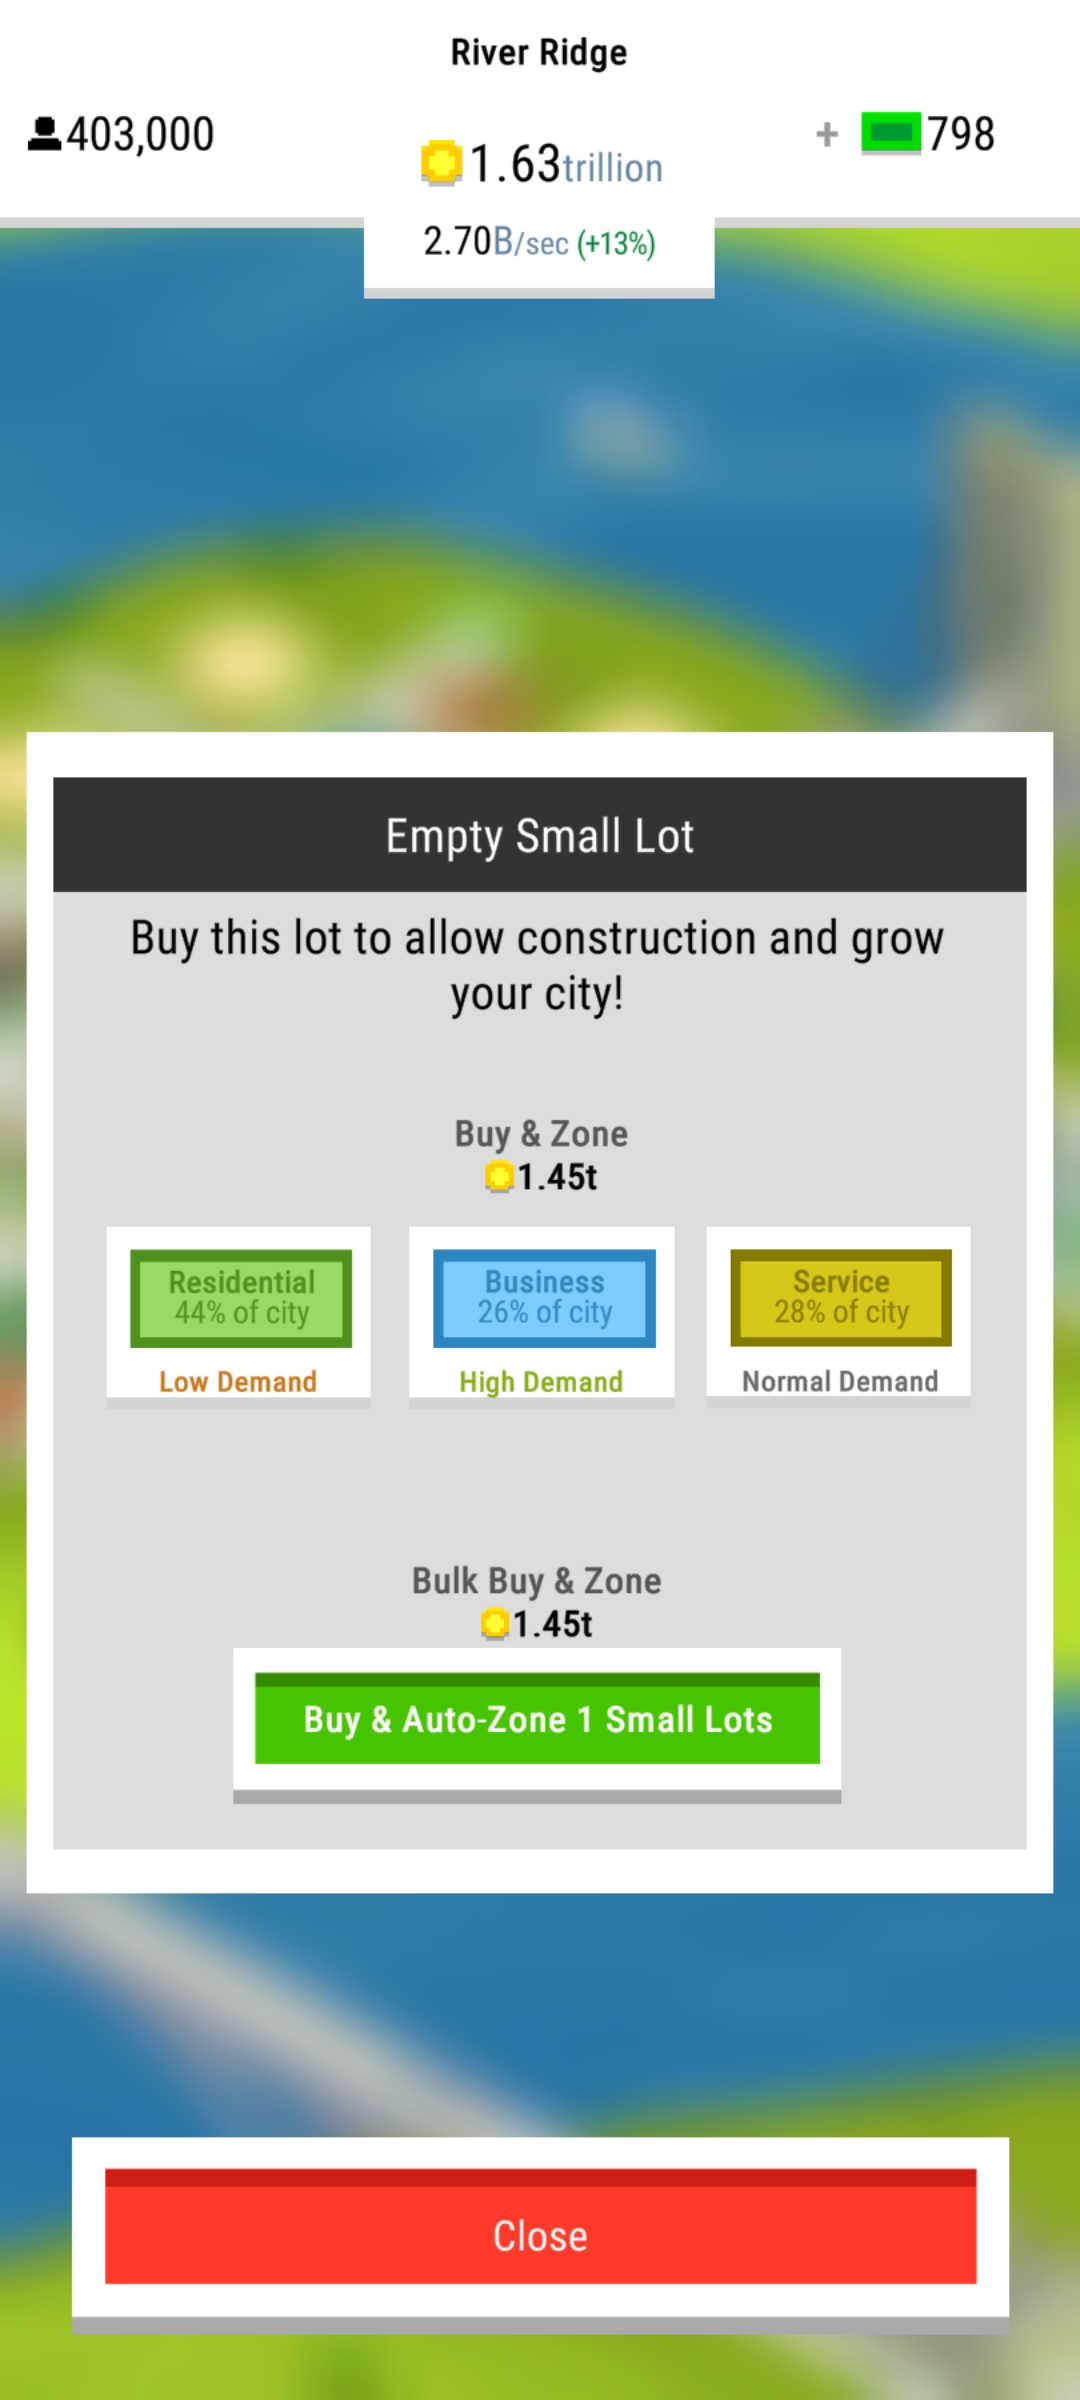 River Ridge
403,000
1.63trillion
+ 798
2.70B/sec (+13%)
Empty Small Lot
Buy this lot to allow construction and grow
your city!
Buy & Zone
1.45t
Residential
44% of city
Low Demand
Business
26% of city
High Demand
Service
28% of city
Normal Demand
Bulk Buy & Zone
1.45t
Buy & Auto-Zone 1 Small Lots
Close